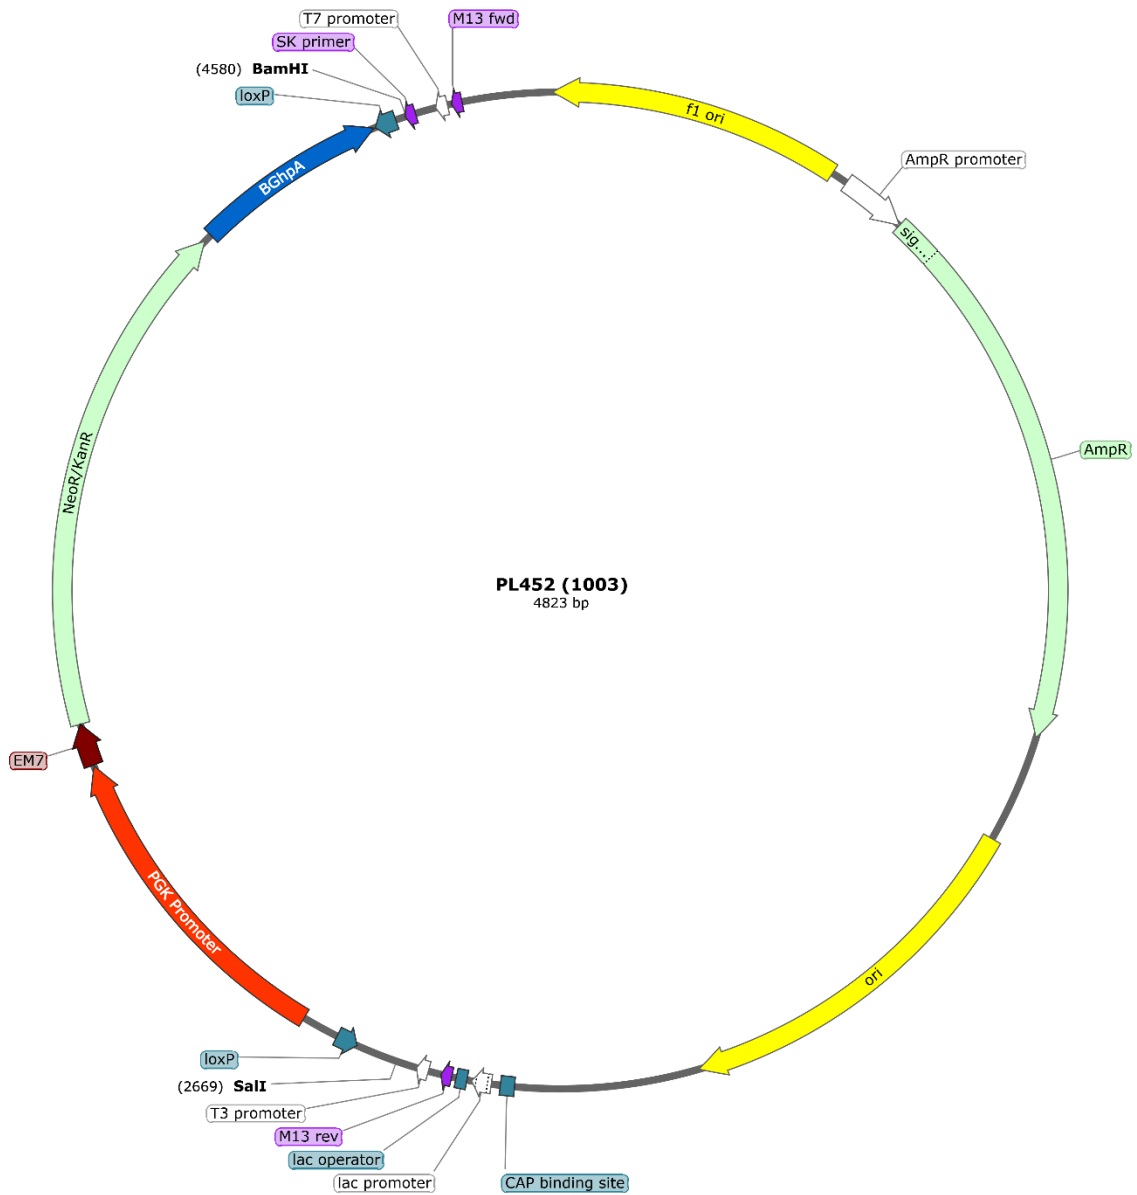 T7 promoter
M13 fwd
SK primer
(4580) BamHI
loxP
f1 ori
BGhpA
AmpR promoter
sig...
NeoR/KanR
AmpR
PL452 (1003)
4823 bp
EM7
PGK Promoter
ori
loxP
(2669) SalI
T3 promoter
M13 rev
lac operator
lac promoter
CAP binding site